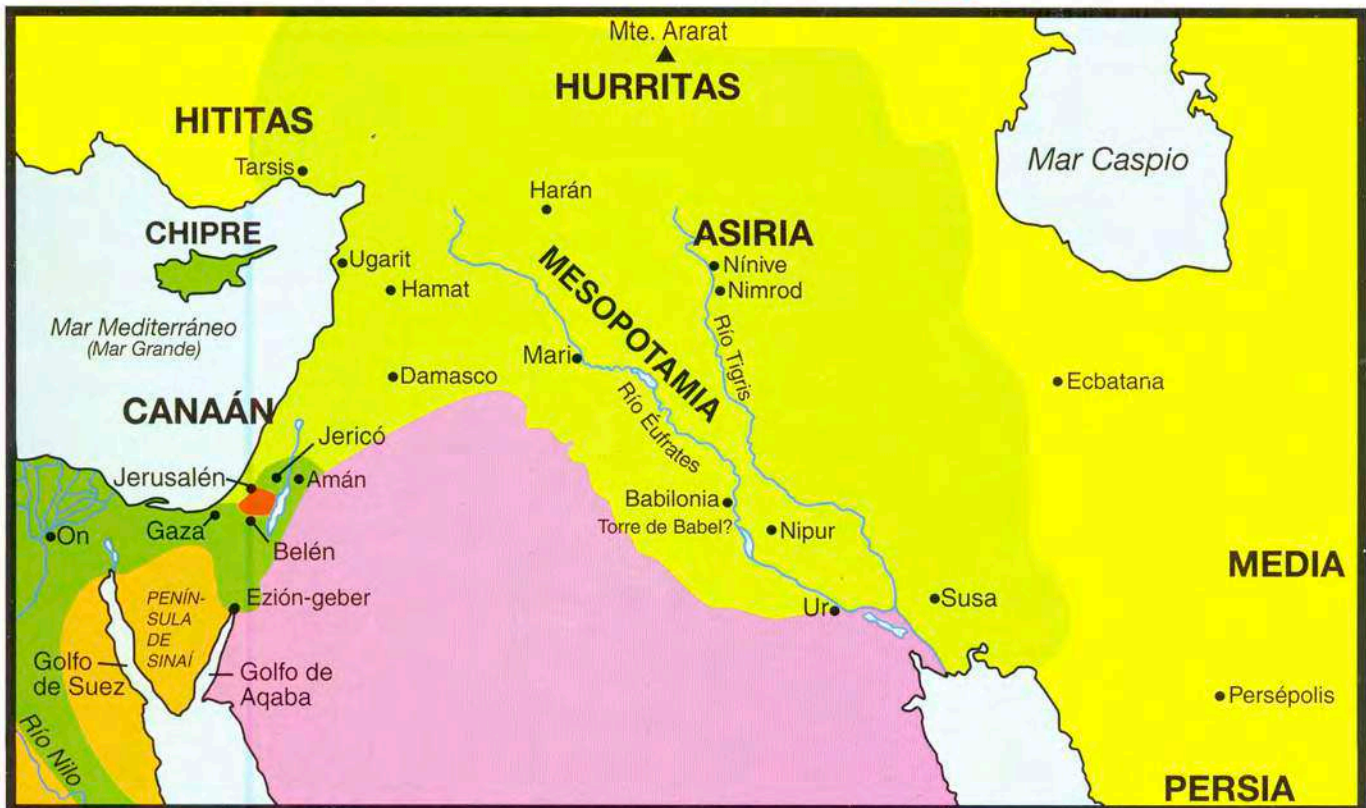 Mte. Ararat
HURRITAS
HITITAS
Tarsis
Mar Caspio
Harán
CHIPRE
ASIRIA
Ugarit
Nínive
Hamat
MESOPOTAMIA
Nimrod
Mar Mediterráneo
(Mar Grande)
Río Tigris
Mari
Damasco
Ecbatana
CANAÁN
Río Éufrates
Jericó
Jerusalén
Amán
Babilonia
Torre de Babel?
Nipur
Gaza
On
Belén
MEDIA
Ezión-geber
Ur
Susa
PENÍN-
SULA
DE
SINAÍ
Golfo
de Suez
Golfo de
Aqaba
Persépolis
Río Nilo
PERSIA